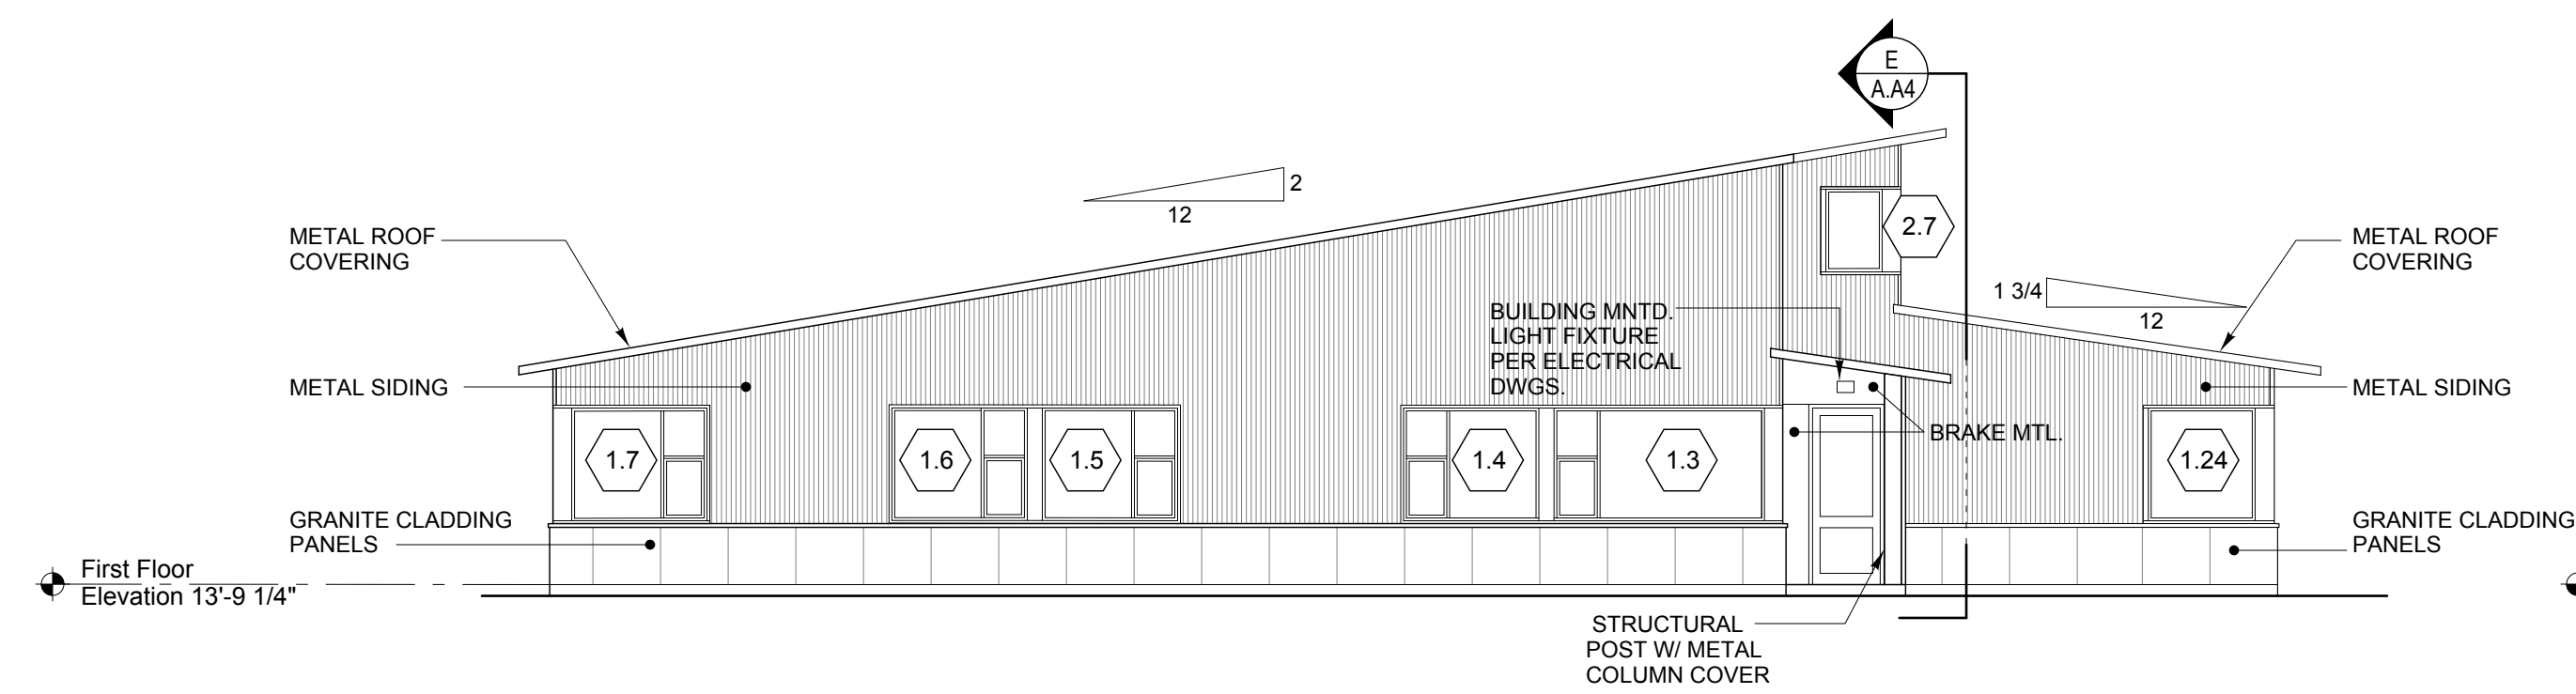 E
A.A4
2
12
METAL ROOF
COVERING
2.7
METAL ROOF
COVERING
1 3/4
12
BUILDING MNTD.
LIGHT FIXTURE
PER ELECTRICAL
DWGS.
METAL SIDING
METAL SIDING
BRAKE MTL.
1.7
1.6
1.5
1.4
1.3
1.24
GRANITE CLADDING
PANELS
GRANITE CLADDING
PANELS
First Floor
Elevation 13'-9 1/4"
STRUCTURAL
POST W/ METAL
COLUMN COVER